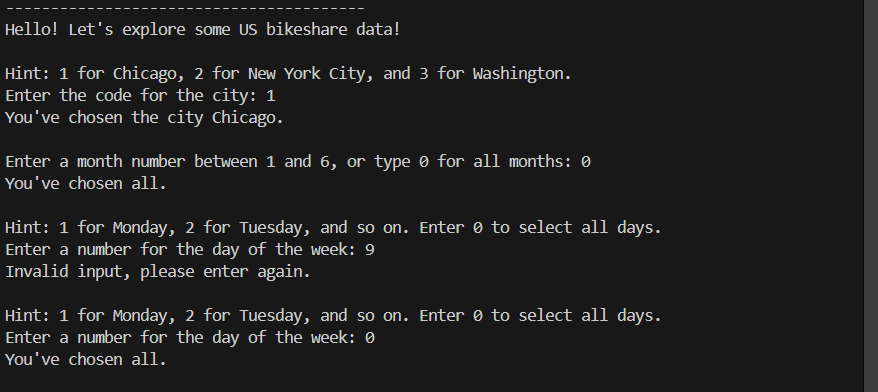 ----------------------------------------
Hello! Let's explore some US bikeshare data!
Hint: 1 for Chicago, 2 for New York City, and 3 for Washington.
Enter the code for the city: 1
You've chosen the city Chicago.
Enter a month number between 1 and 6, or type 0 for all months: 0
You've chosen all.
Hint: 1 for Monday, 2 for Tuesday, and so on. Enter 0 to select all days.
Enter a number for the day of the week: 9
Invalid input, please enter again.
Hint: 1 for Monday, 2 for Tuesday, and so on. Enter 0 to select all days.
Enter a number for the day of the week: 0
You've chosen all.